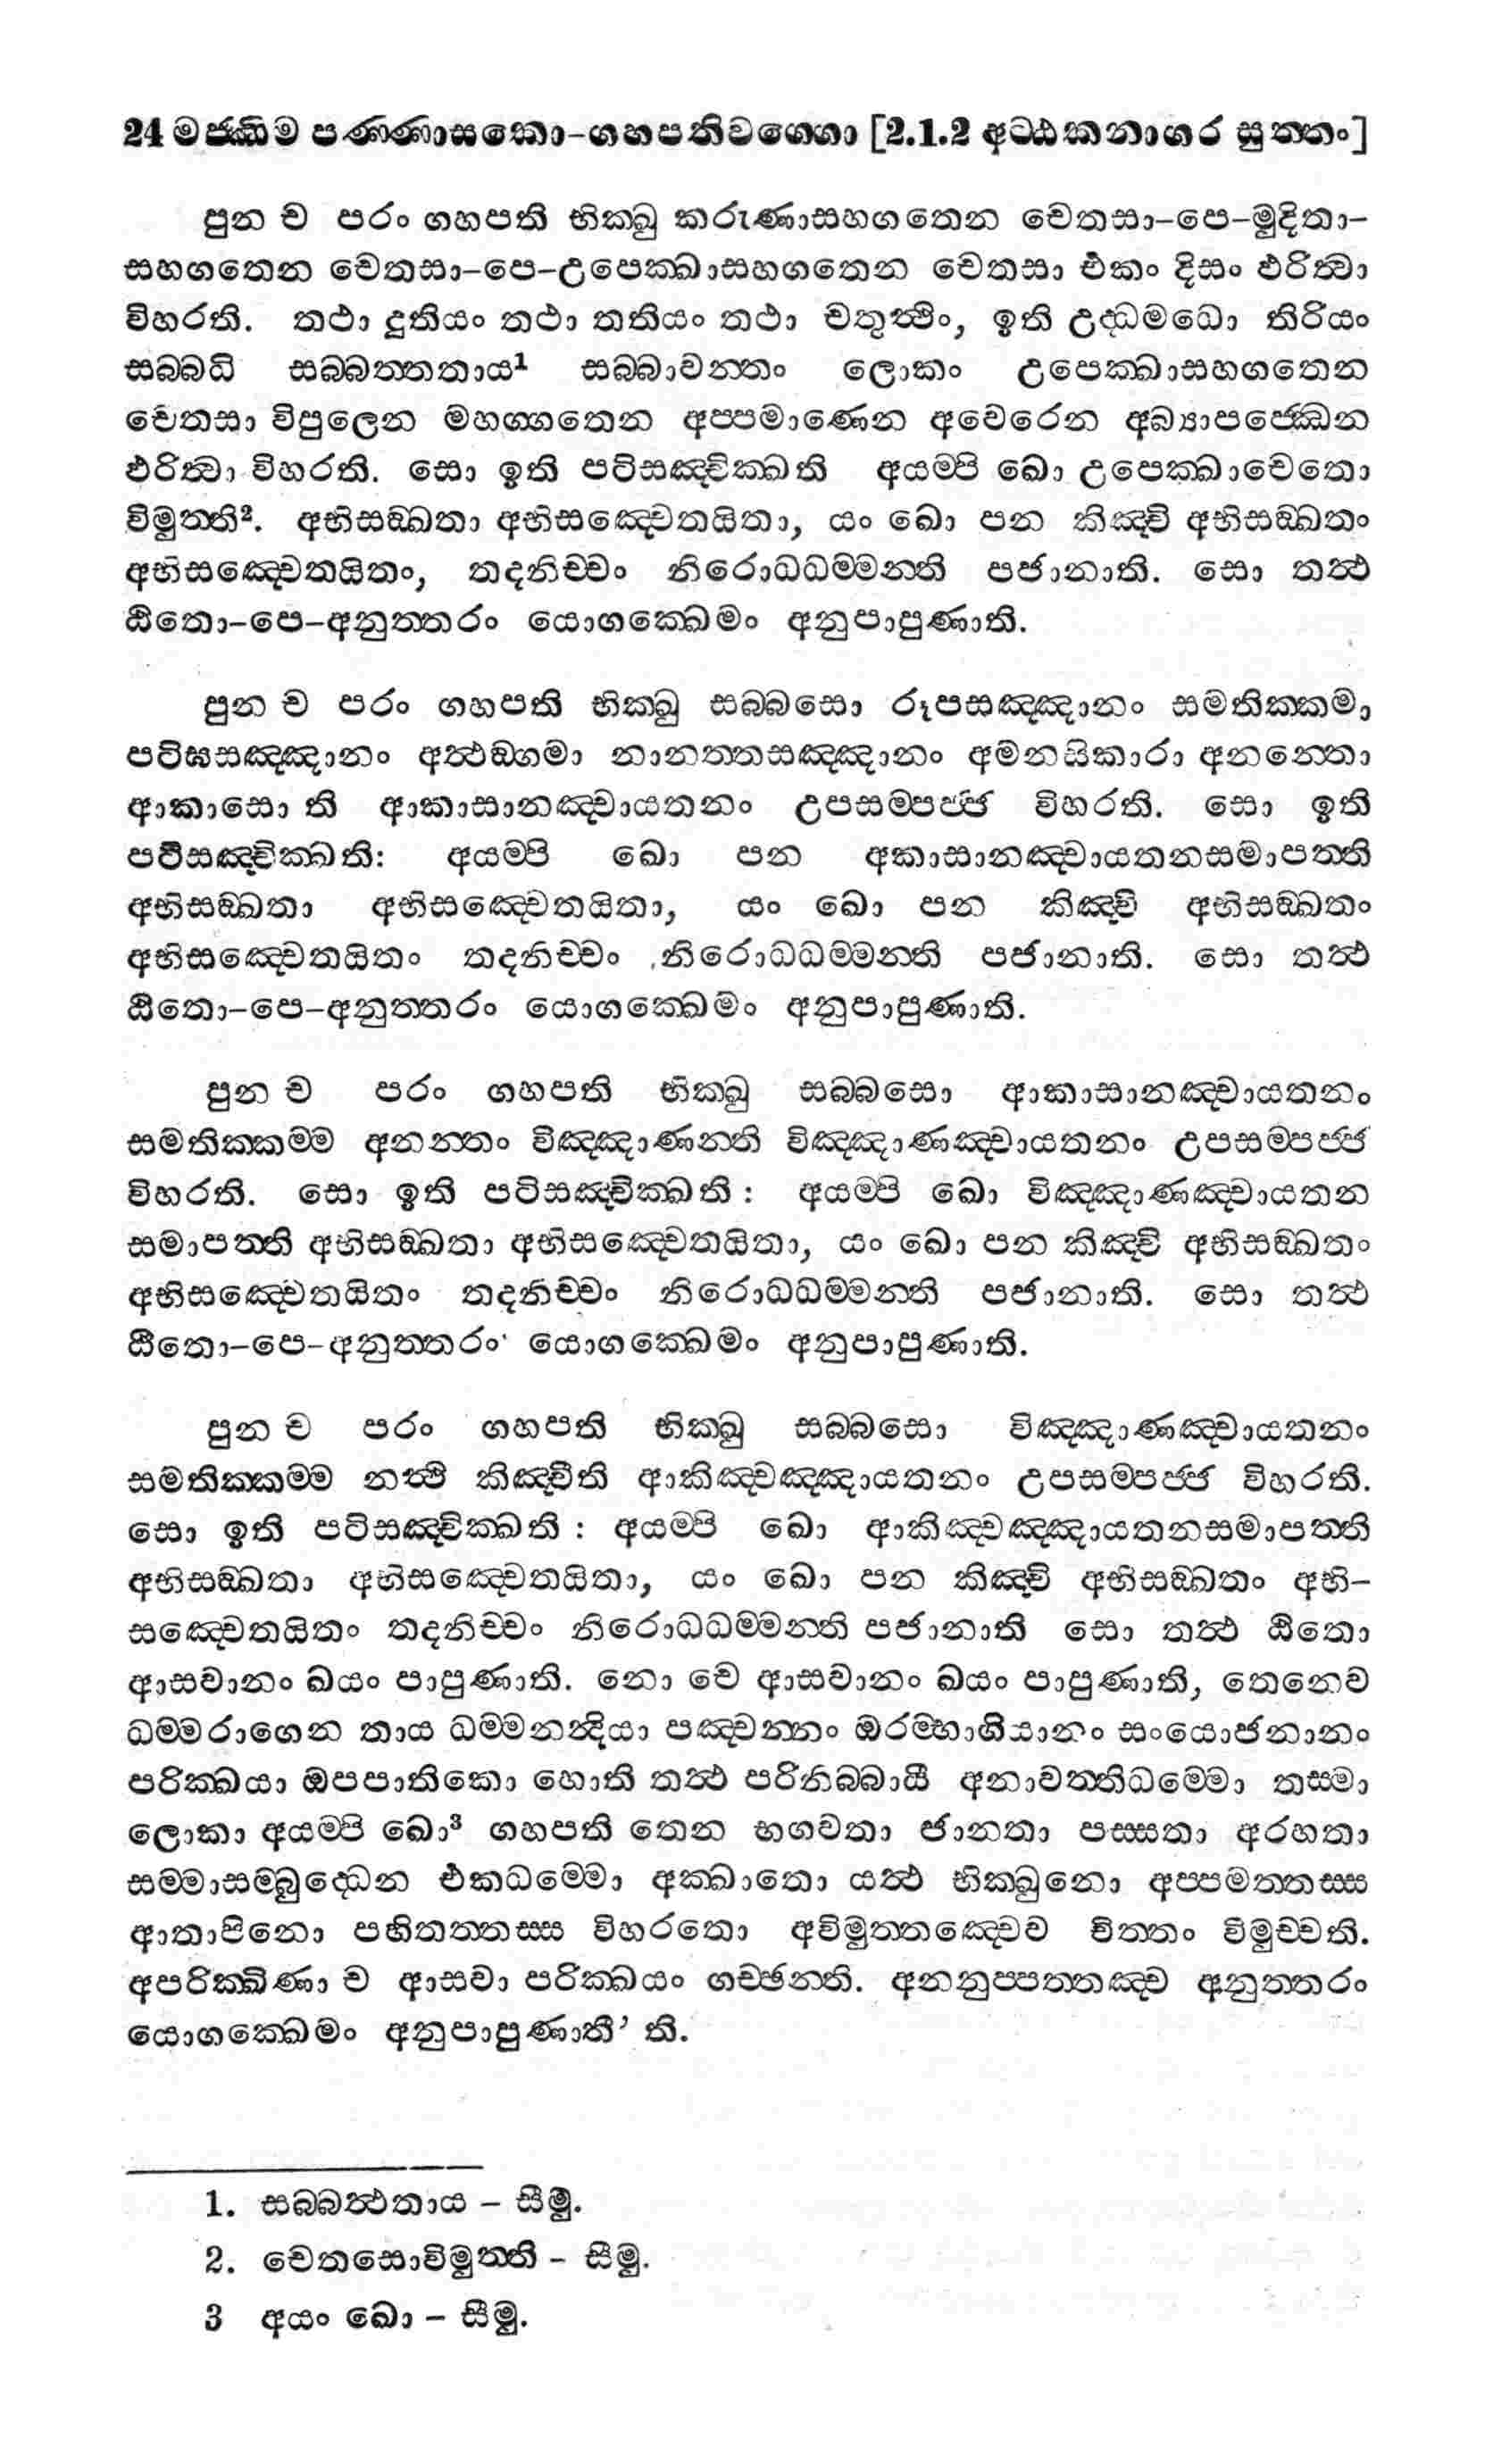 24 මජ්ඣිම පණ්ණාසකො-ගහපතිවග්ගො [2.1.2 අට්ඨකනාගර සුත්තං]
පුන ච පරං ගහපති භික්ඛු කරුණාසහගතෙන චෙතසා-පෙ-මුදිතා-
සහගතෙන චෙතසා-පෙ-උපෙක්ඛාසහගතෙන චෙතසා එකං දිසං ඵරිත්වා
විහරති. තථා දුතියං තථා තතියං තථා චතුත්ථිං, ඉති උද්ධමධො තිරියං
සබ්බධි සබ්බත්තතාය¹ සබ්බාවන්තං ලොකං උපෙක්ඛාසහගතෙන
චෙතසා විපුලෙන මහග්ගතෙන අප්පමාණෙන අවෙරෙන අබ්‍යාපජ්ඣෙන
ඵරිත්වා විහරති. සො ඉති පටිසඤ්චික්ඛති අයම්පි ඛො උපෙක්ඛාචෙතො
විමුත්ති². අභිසඞ්ඛතා අභිසඤ්චෙතයිතා, යං ඛො පන කිඤ්චි අභිසඞ්ඛතං
අභිසඤ්චෙතයිතං, තදනිච්චං නිරොධධම්මන්ති පජානාති. සො තත්ථ
ඨිතො-පෙ-අනුත්තරං යොගක්ඛෙමං අනුපාපුණාති.
පුන ච පරං ගහපති භික්ඛු සබ්බසො රූපසඤ්ඤානං සමතික්කමා
පටිඝසඤ්ඤානං අත්ථඞ්ගමා නානත්තසඤ්ඤානං අමනසිකාරා අනන්තො
ආකාසො ති ආකාසානඤ්චායතනං උපසම්පජ්ජ විහරති. සො ඉති
පටිසඤ්චික්ඛති: අයම්පි ඛො පන අකාසානඤ්චායතනසමාපත්ති
අභිසඞ්ඛතා අභිසඤ්චෙතයිතා, යං ඛො පන කිඤ්චි අභිසඞ්ඛතං
අභිසඤ්චෙතයිතං තදනිච්චං නිරොධධම්මන්ති පජානාති. සො තත්ථ
ඨිතො-පෙ-අනුත්තරං යොගක්ඛෙමං අනුපාපුණාති.
පුන ච පරං ගහපති භික්ඛු සබ්බසො ආකාසානඤ්චායතනං
සමතික්කම්ම අනන්තං විඤ්ඤාණන්ති විඤ්ඤාණඤ්චායතනං උපසම්පජ්ජ
විහරති. සො ඉති පටිසඤ්චික්ඛති : අයම්පි ඛො විඤ්ඤාණඤ්චායතන
සමාපත්ති අභිසඞ්ඛතා අභිසඤ්චෙතයිතා, යං ඛො පන කිඤ්චි අභිසඞ්ඛතං
අභිසඤ්චෙතයිතං තදනිච්චං නිරොධධම්මන්ති පජානාති. සො තත්ථ
ඨිතො-පෙ-අනුත්තරං යොගක්ඛෙමං අනුපාපුණාති.
පුන ච පරං ගහපති භික්ඛු සබ්බසො විඤ්ඤාණඤ්චායතනං
සමතික්කම්ම නත්ථි කිඤ්චීති ආකිඤ්චඤ්ඤායතනං උපසම්පජ්ජ විහරති.
සො ඉති පටිසඤ්චික්ඛති : අයම්පි ඛො ආකිඤ්චඤ්ඤායතනසමාපත්ති
අභිසඞ්ඛතා අභිසඤ්චෙතයිතා, යං ඛො පන කිඤ්චි අභිසඞ්ඛතං අභි-
සඤ්චෙතයිතං තදනිච්චං නිරොධධම්මන්ති පජානාති සො තත්ථ ඨිතො
ආසවානං ඛයං පාපුණාති. නො චෙ ආසවානං ඛයං පාපුණාති, තෙනෙව
ධම්මරාගෙන තාය ධම්මනන්දියා පඤ්චන්නං ඔරම්භාගියානං සංයොජනානං
පරික්ඛයා ඔපපාතිකො හොති තත්ථ පරිනිබ්බායී අනාවත්තිධම්මො තස්මා
ලොකා අයම්පි ඛො³ ගහපති තෙන භගවතා ජානතා පස්සතා අරහතා
සම්මාසම්බුද්ධෙන එකධම්මො අක්ඛාතො යත්ථ භික්ඛුනො අප්පමත්තස්ස
ආතාපිනො පහිතත්තස්ස විහරතො අවිමුත්තඤ්චෙව චිත්තං විමුච්චති.
අපරික්ඛිණා ච ආසවා පරික්ඛයං ගච්ඡන්ති. අනනුප්පත්තඤ්ච අනුත්තරං
යොගක්ඛෙමං අනුපාපුණාතී’ ති.
1. සබ්බත්ථතාය - සීමු.
2. චෙතසොවිමුත්ති - සීමු.
3 අයං ඛො - සීමු.